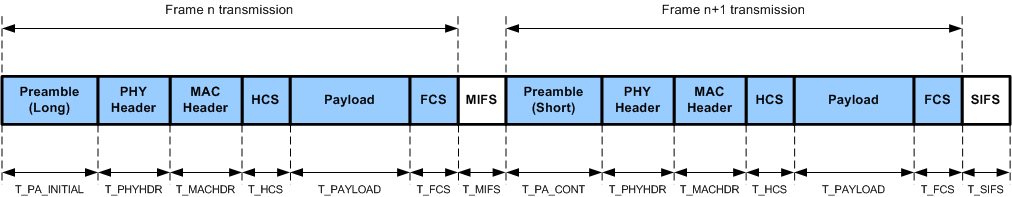 Frame n transmission
Frame n+1 transmission
Preamble
(Long)
PHY
Header
MAC
Header
HCS
Payload
FCS
MIFS
Preamble
(Short)
PHY
Header
MAC
Header
HCS
Payload
FCS
SIFS
T_PA_INITIAL
T_PHYHDR
T_MACHDR
T_HCS
T_PAYLOAD
T_FCS
T_MIFS
T_PA_CONT
T_PHYHDR
T_MACHDR
T_HCS
T_PAYLOAD
T_FCS
T_SIFS